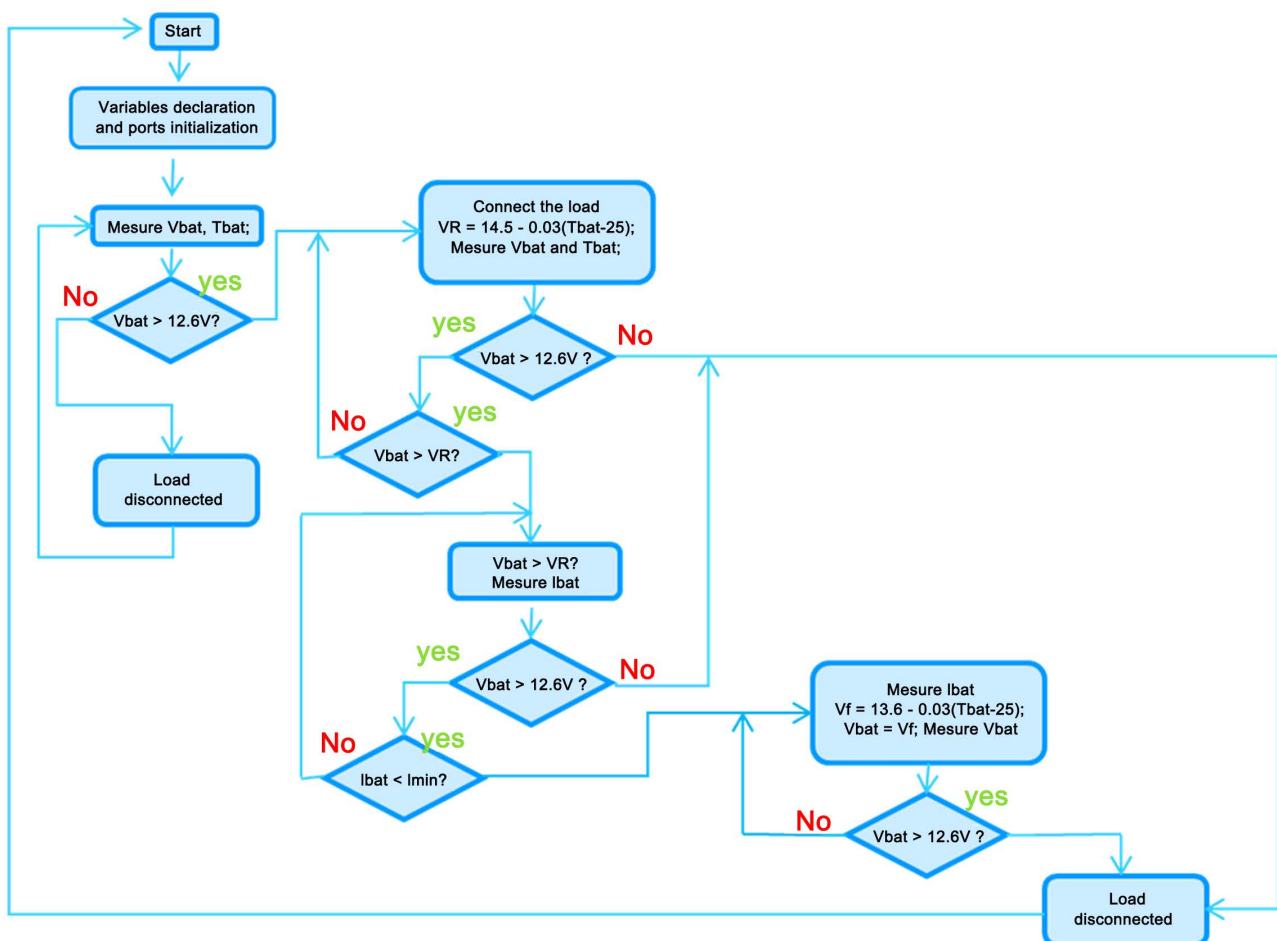 Start
Variables declaration
and ports initialization
Mesure Vbat, Tbat;
No
yes
Vbat > 12.6V?
Load
disconnected
Connect the load
VR = 14.5 - 0.03(Tbat-25);
Mesure Vbat and Tbat;
yes
No
Vbat > 12.6V ?
No
yes
Vbat > VR?
Vbat > VR?
Mesure Ibat
yes
No
Vbat > 12.6V ?
No
yes
Ibat < Imin?
Mesure Ibat
Vf = 13.6 - 0.03(Tbat-25);
Vbat = Vf; Mesure Vbat
No
yes
Vbat > 12.6V ?
Load
disconnected